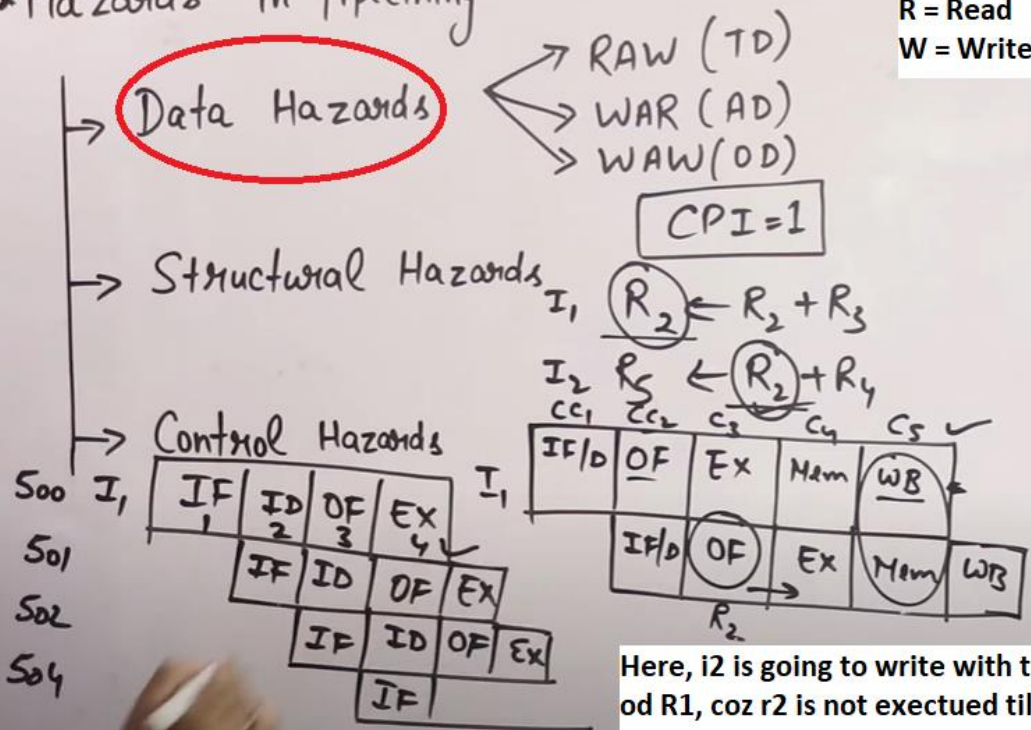 Hazards in Pipelining
R = Read
W = Write
Data Hazards
RAW (TD)
WAR (AD)
WAW (OD)
CPI = 1
Structural Hazards
I1 R2 ← R2 + R3
I2 R5 ← R2 + R4
Control Hazards
CC1 CC2 C3 C4 C5 ✓
I1 IF/D OF EX Mem WB
IF/D OF EX Mem WB
R2 →
500 I1 IF ID OF EX
1 2 3 4 ✓
501 IF ID OF EX
502 IF ID OF EX
504 IF
Here, i2 is going to write with t
od R1, coz r2 is not exectued til